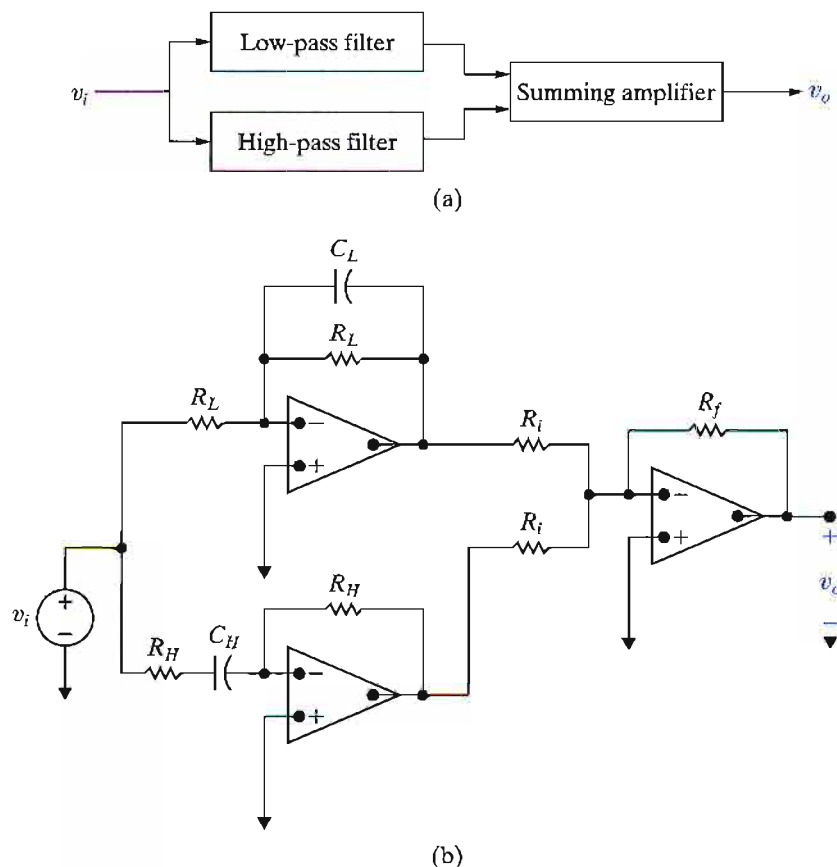 Low-pass filter
v_i
Summing amplifier
v_o
High-pass filter
(a)
C_L
R_L
R_L
−
+
R_i
R_f
−
+
R_i
+
v_o
−
v_i
+
−
R_H
R_H
C_H
−
+
(b)